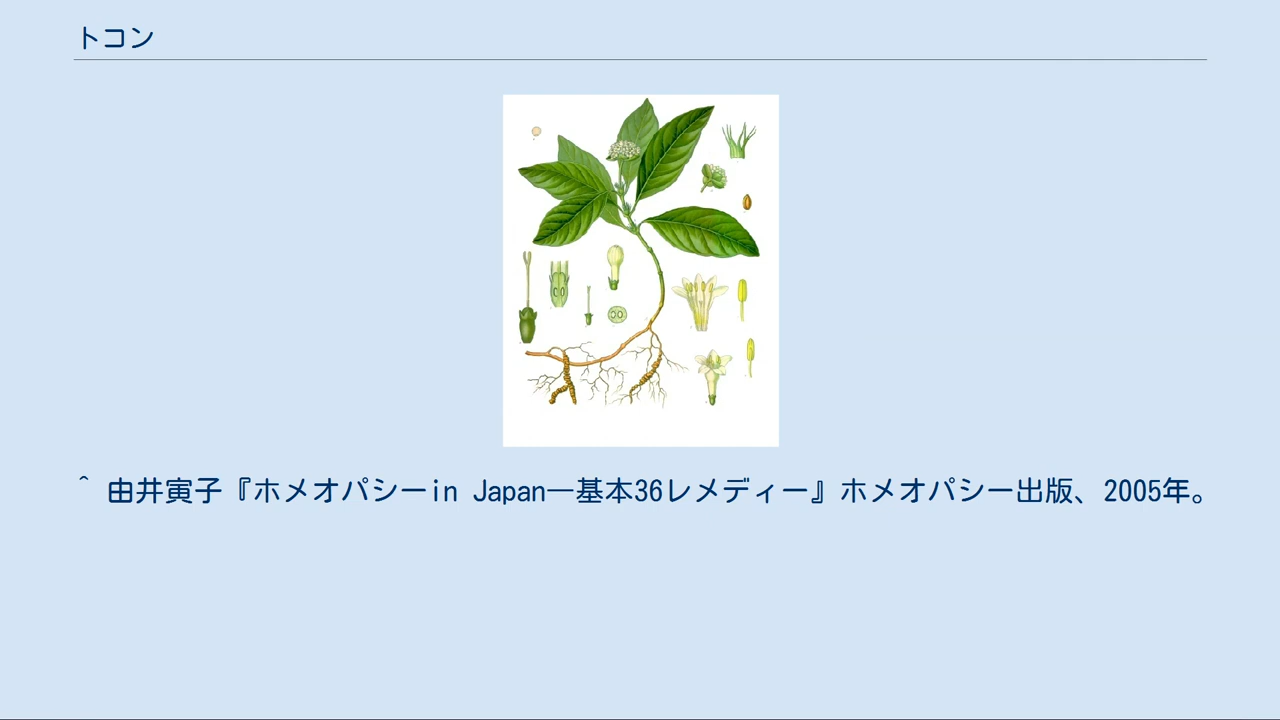 トコン
^ 由井寅子『ホメオパシーin Japan―基本36レメディー』ホメオパシー出版、2005年。